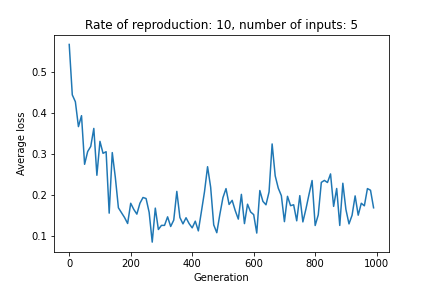 Rate of reproduction: 10, number of inputs: 5
Average loss
0.5
0.4
0.3
0.2
0.1
0 200 400 600 800 1000
Generation